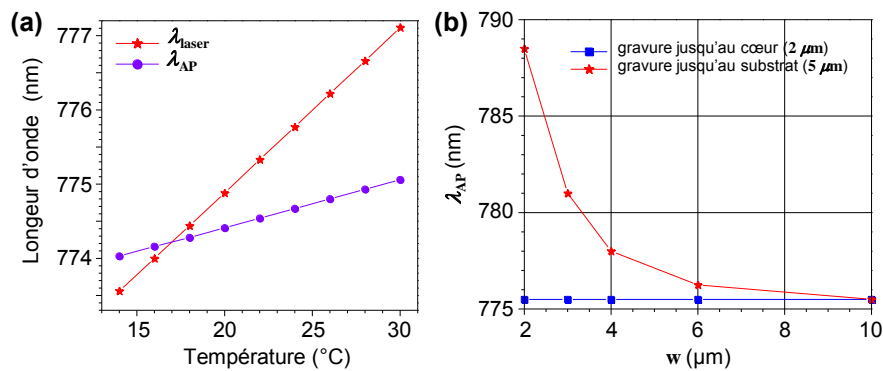 (a)
λlaser
λAP
Longeur d'onde (nm)
777
776
775
774
15
20
25
30
Température (°C)
(b)
gravure jusqu'au cœur (2 µm)
gravure jusqu'au substrat (5 µm)
λAP (nm)
790
785
780
775
2
4
6
8
10
w (µm)